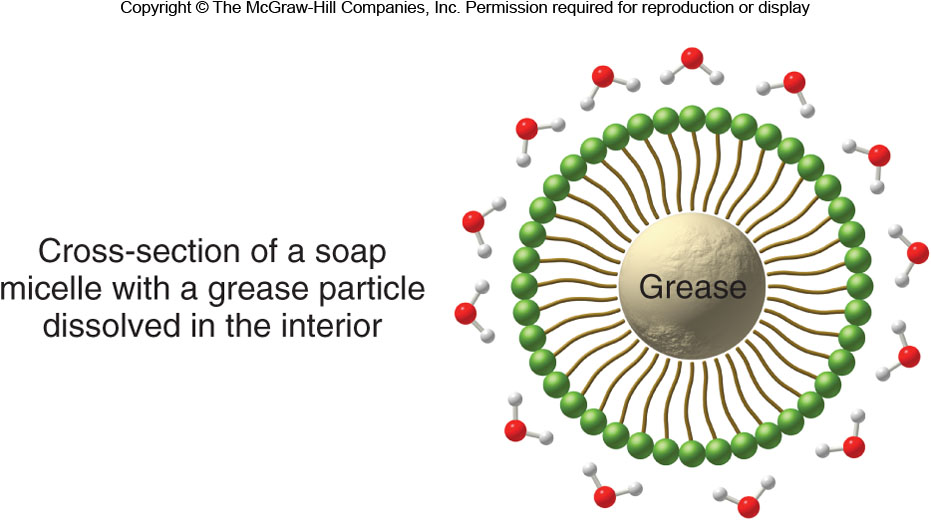 Copyright © The McGraw-Hill Companies, Inc. Permission required for reproduction or display
Cross-section of a soap
micelle with a grease particle
dissolved in the interior
Grease